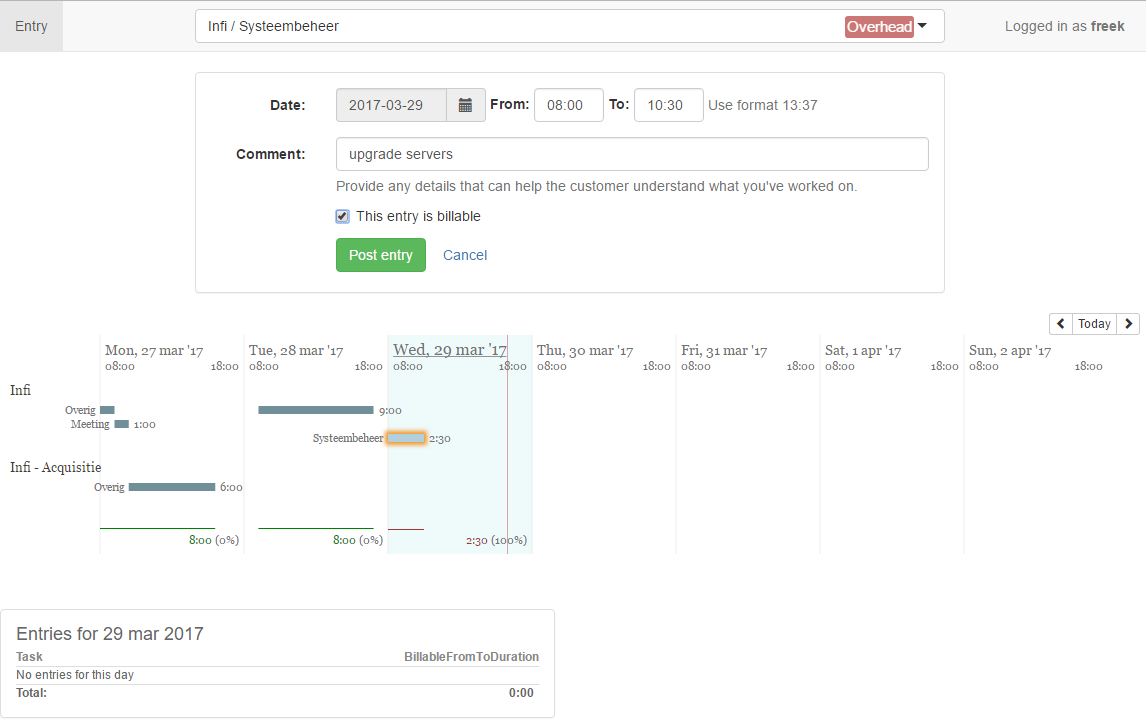 Entry
Infi / Systeembeheer Overhead
Logged in as freek
Date: 2017-03-29 From: 08:00 To: 10:30 Use format 13:37
Comment: upgrade servers
Provide any details that can help the customer understand what you've worked on.
This entry is billable
Post entry Cancel
Today
Mon, 27 mar '17 Tue, 28 mar '17 Wed, 29 mar '17 Thu, 30 mar '17 Fri, 31 mar '17 Sat, 1 apr '17 Sun, 2 apr '17
08:00 18:00 08:00 18:00 08:00 18:00 08:00 18:00 08:00 18:00 08:00 18:00 08:00 18:00
Infi
Overig 9:00
Meeting 1:00
Systeembeheer 2:30
Infi - Acquisitie
Overig 6:00
8:00 (0%) 8:00 (0%) 2:30 (100%)
Entries for 29 mar 2017
Task BillableFromToDuration
No entries for this day
Total: 0:00